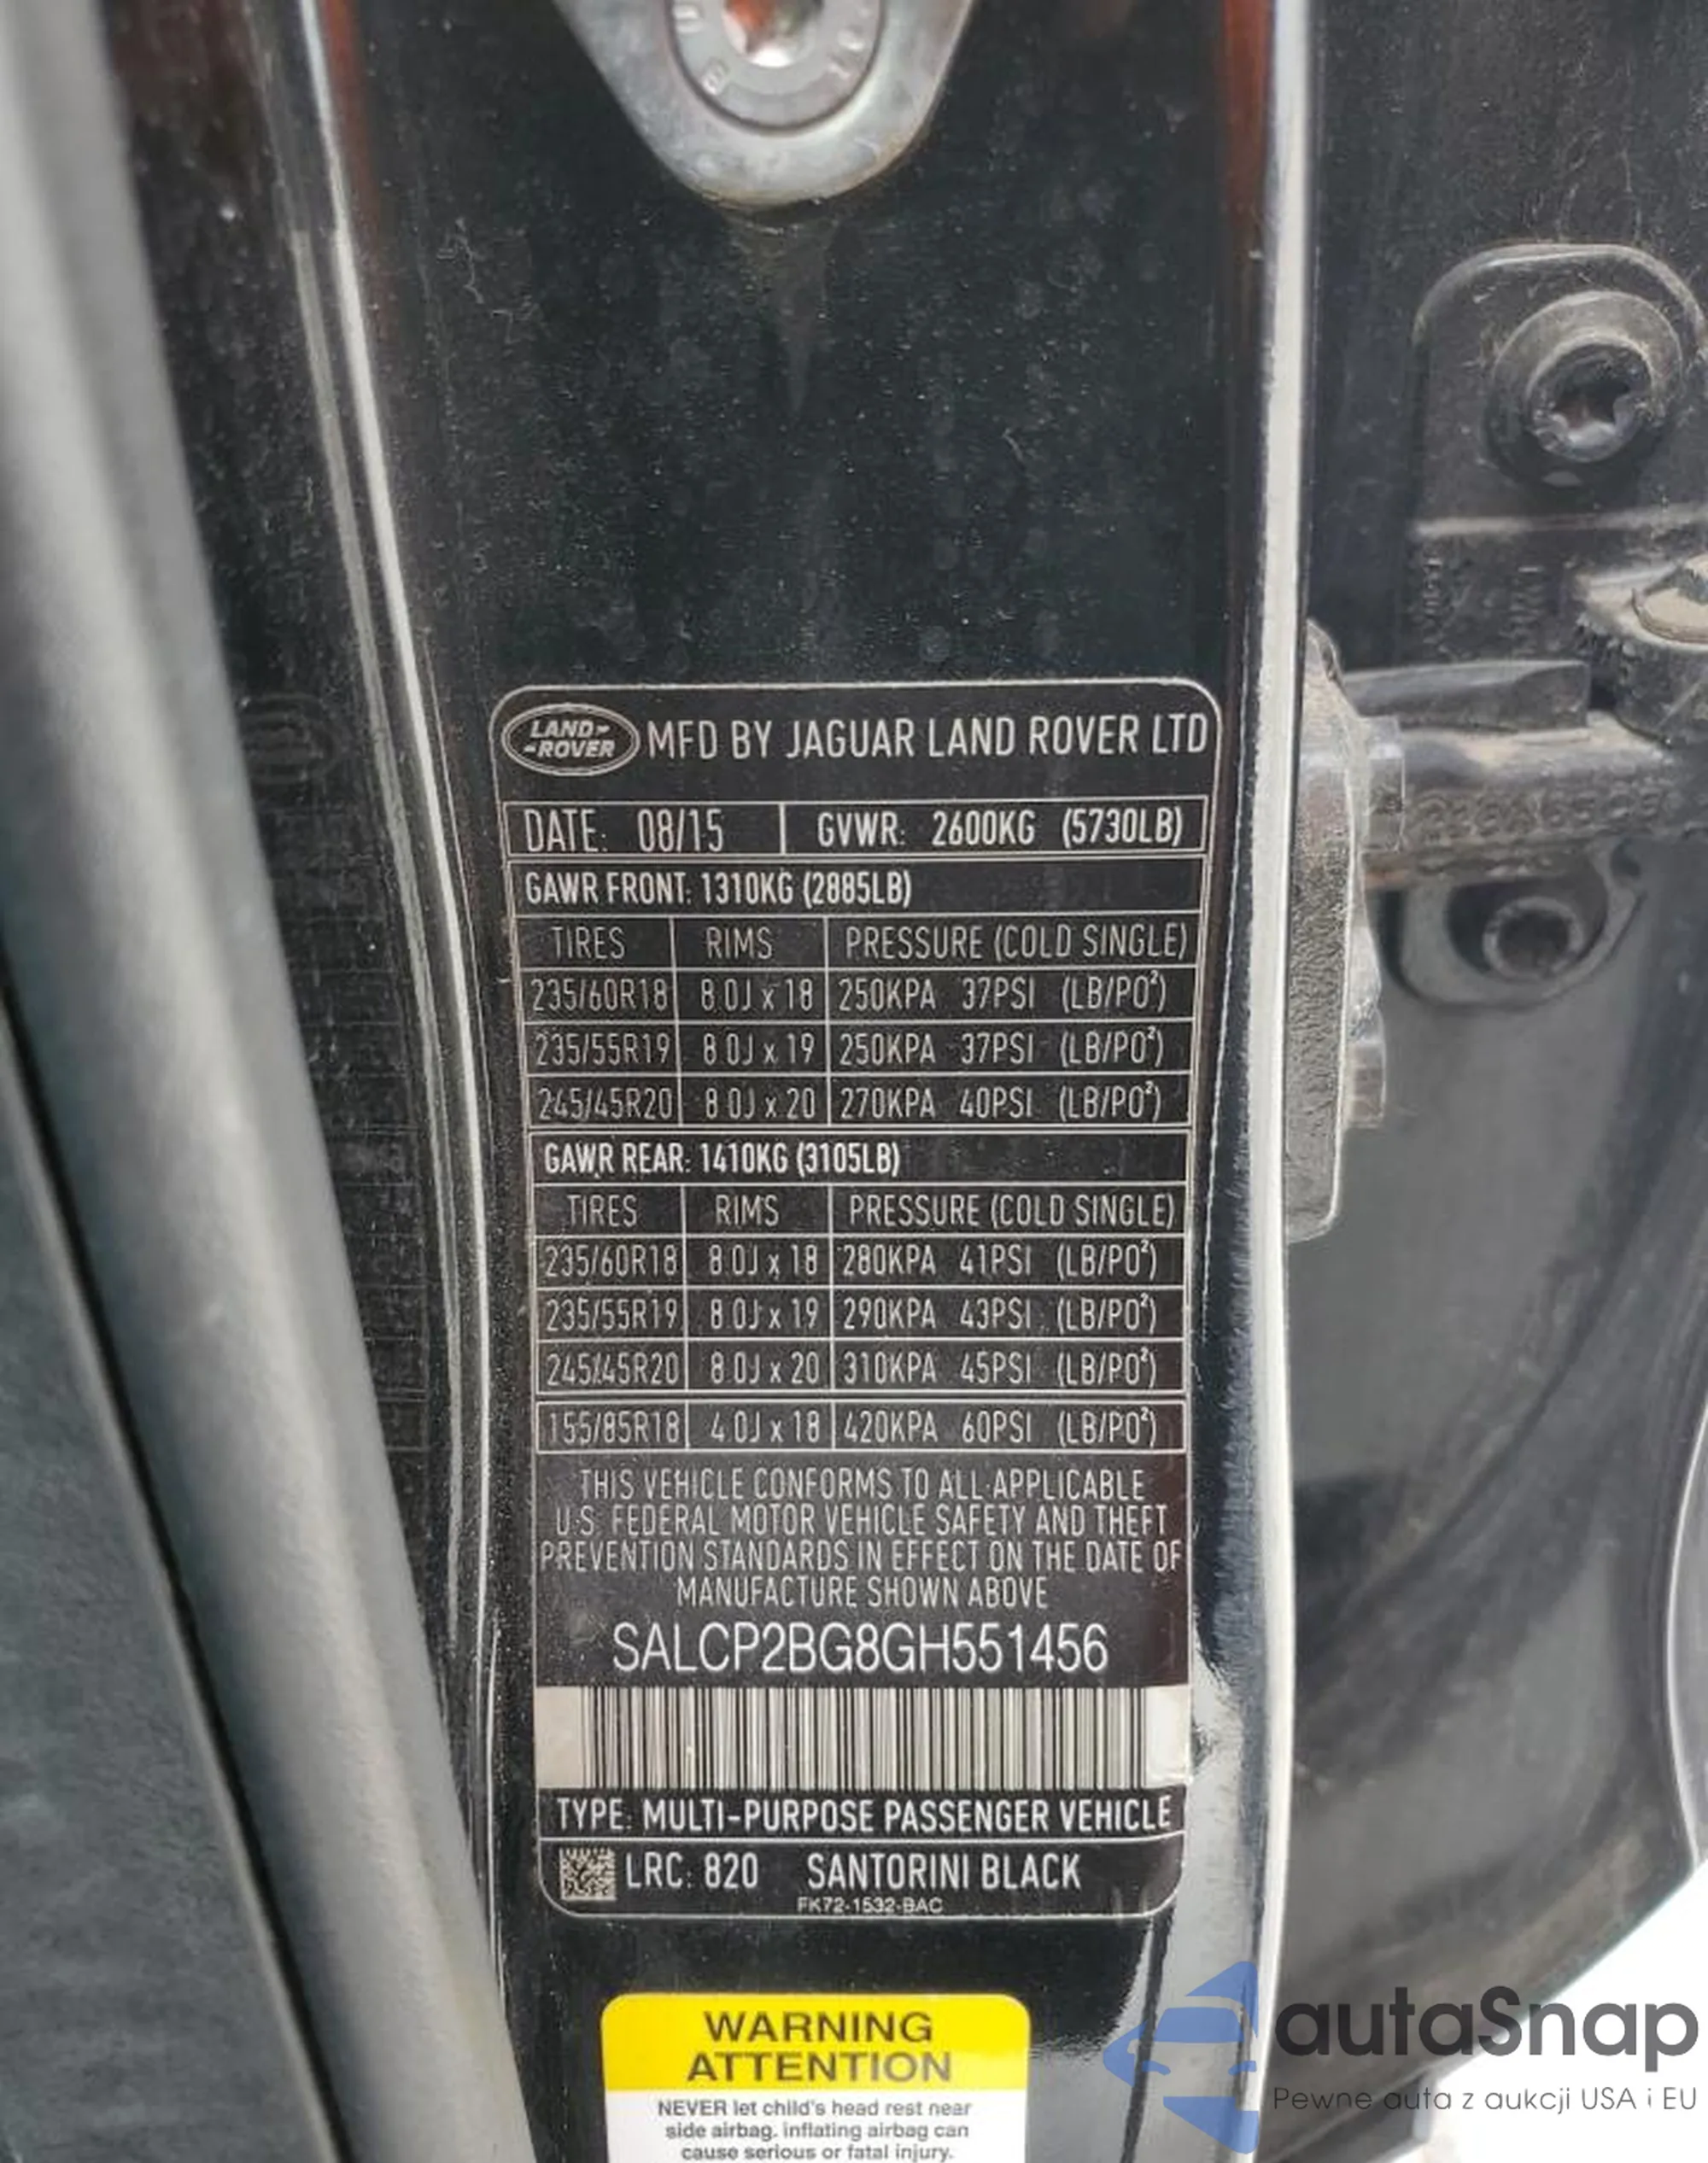 LAND ROVER MFD BY JAGUAR LAND ROVER LTD
DATE: 08/15 GVWR: 2600KG (5730LB)
GAWR FRONT: 1310KG (2885LB)
TIRES RIMS PRESSURE (COLD SINGLE)
235/60R18 8.0J x 18 250KPA 37PSI (LB/PO²)
235/55R19 8.0J x 19 250KPA 37PSI (LB/PO²)
245/45R20 8.0J x 20 270KPA 40PSI (LB/PO²)
GAWR REAR: 1410KG (3105LB)
TIRES RIMS PRESSURE (COLD SINGLE)
235/60R18 8.0J x 18 280KPA 41PSI (LB/PO²)
235/55R19 8.0J x 19 290KPA 43PSI (LB/PO²)
245/45R20 8.0J x 20 310KPA 45PSI (LB/PO²)
155/85R18 4.0J x 18 420KPA 60PSI (LB/PO²)
THIS VEHICLE CONFORMS TO ALL APPLICABLE
U.S. FEDERAL MOTOR VEHICLE SAFETY AND THEFT
PREVENTION STANDARDS IN EFFECT ON THE DATE OF
MANUFACTURE SHOWN ABOVE
SALCP2BG8GH551456
TYPE: MULTI-PURPOSE PASSENGER VEHICLE
LRC: 820 SANTORINI BLACK
FK72-1532-BAC
WARNING
ATTENTION
NEVER let child's head rest near
side airbag. inflating airbag can
cause serious or fatal injury.
autaSnap
Pewne auta z aukcji USA i EU